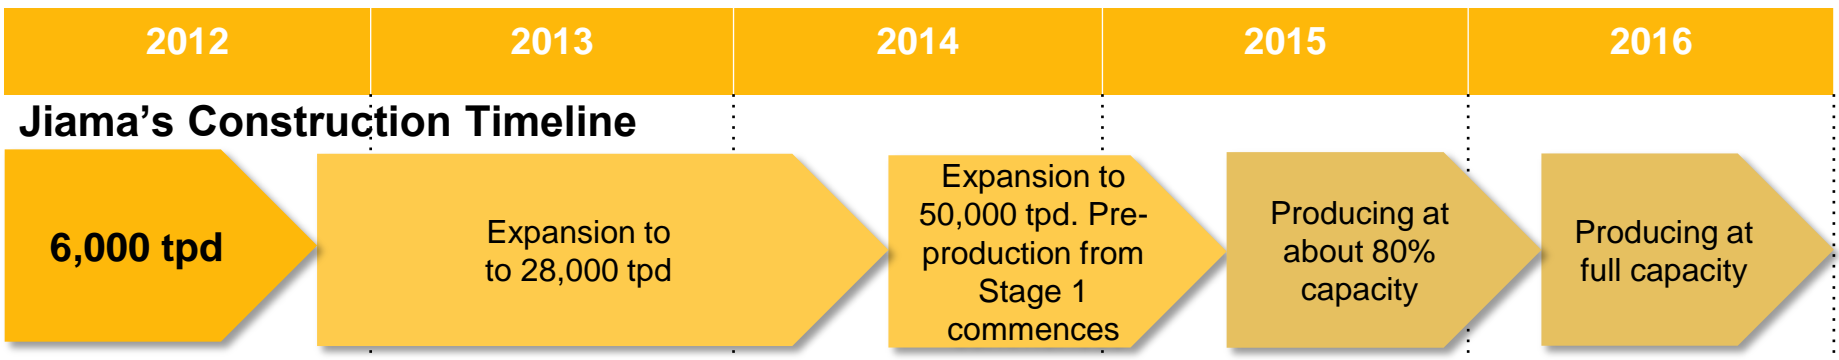 2012
2013
2014
2015
2016
Jiama's Construction Timeline
6,000 tpd
Expansion to
to 28,000 tpd
Expansion to
50,000 tpd. Pre-
production from
Stage 1
commences
Producing at
about 80%
capacity
Producing at
full capacity